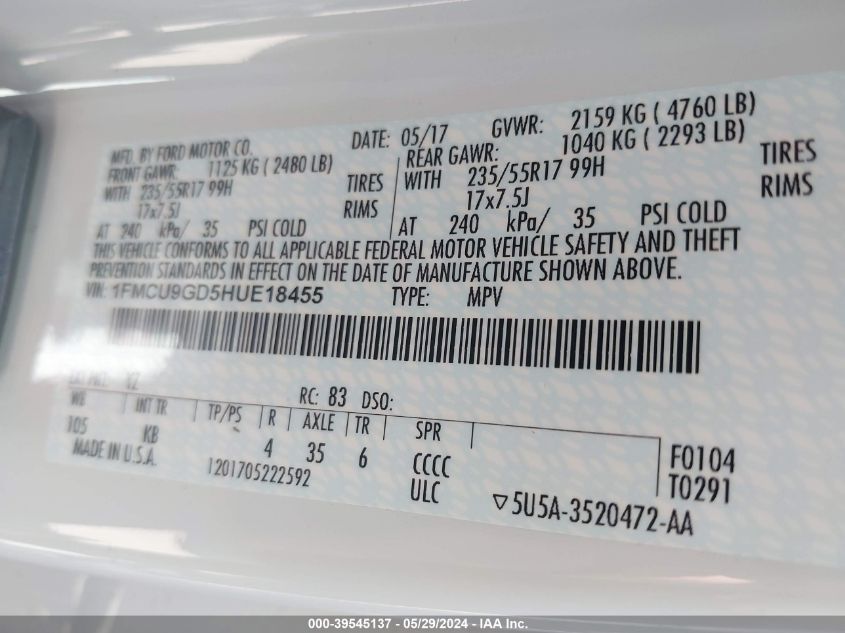 MFD. BY FORD MOTOR CO. DATE: 05/17 GVWR: 2159 KG ( 4760 LB)
FRONT GAWR: 1125 KG ( 2480 LB) REAR GAWR: 1040 KG ( 2293 LB)
WITH 235/55R17 99H TIRES WITH 235/55R17 99H TIRES
17x7.5J RIMS 17x7.5J RIMS
AT 240 kPa/ 35 PSI COLD AT 240 kPa/ 35 PSI COLD
THIS VEHICLE CONFORMS TO ALL APPLICABLE FEDERAL MOTOR VEHICLE SAFETY AND THEFT
PREVENTION STANDARDS IN EFFECT ON THE DATE OF MANUFACTURE SHOWN ABOVE.
VIN: 1FMCU9GD5HUE18455 TYPE: MPV
YZ RC: 83 DSO:
WB INT TR TP/PS R AXLE TR SPR
105 KB 4 35 6 CCCC F0104
MADE IN U.S.A. 1201705222592 ULC T0291
5U5A-3520472-AA
000-39545137 - 05/29/2024 - IAA Inc.